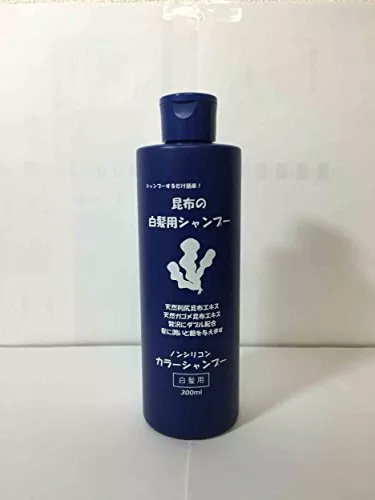 シャンプーするだけ簡単！
昆布の
白髪用シャンプー
天然利尻昆布エキス
天然ガゴメ昆布エキス
贅沢にダブル配合
髪に潤いと艶を与えます
ノンシリコン
カラーシャンプー
白髪用
300ml